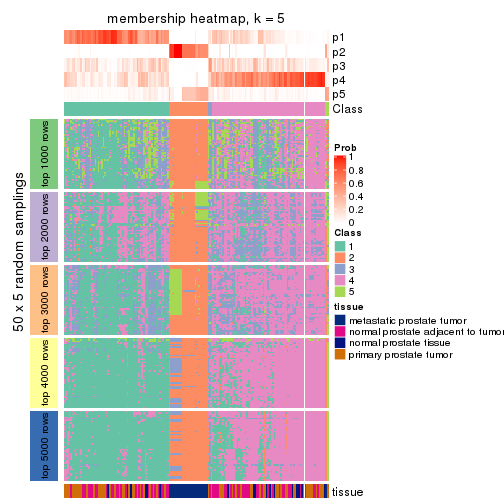 membership heatmap, k = 5
p1
p2
p3
p4
p5
Class
50 x 5 random samplings
top 1000 rows
top 2000 rows
top 3000 rows
top 4000 rows
top 5000 rows
Prob
1
0.8
0.6
0.4
0.2
0
Class
1
2
3
4
5
tissue
metastatic prostate tumor
normal prostate adjacent to tumor
normal prostate tissue
primary prostate tumor
tissue